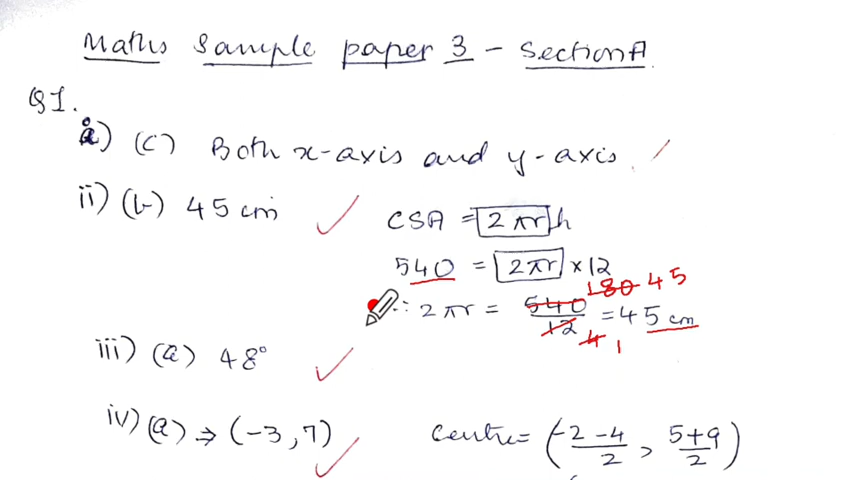 Maths Sample paper 3 - Section A
Q1.
i) (c) Both x-axis and y-axis.
ii) (b) 45 cm
CSA = 2πrh
540 = 2πr × 12
∴ 2πr = 540/12 = 45 cm
180 45
4 1
iii) (a) 48°
iv) (a) ⇒ (-3, 7)
Centre = (-2-4/2, 5+9/2)